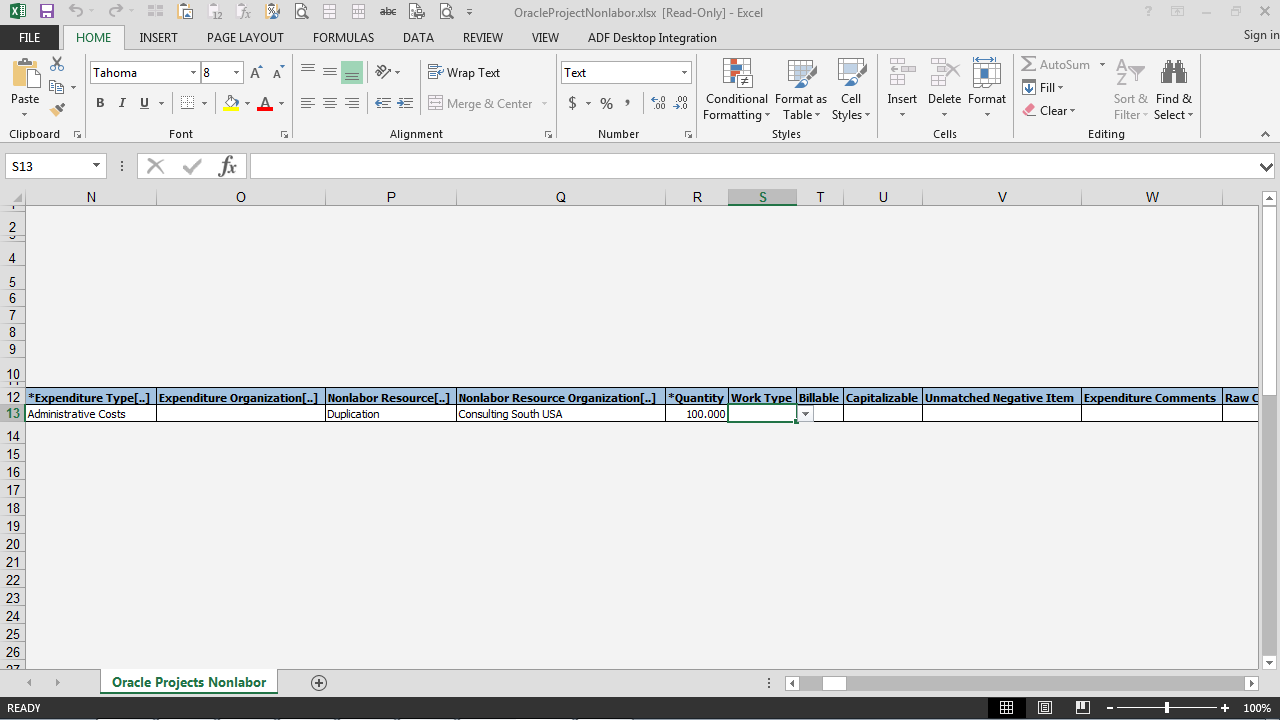 OracleProjectNonlabor.xlsx [Read-Only] - Excel
FILE HOME INSERT PAGE LAYOUT FORMULAS DATA REVIEW VIEW ADF Desktop Integration Sign in
Tahoma 8 Wrap Text Text AutoSum
Paste Conditional Formatting Format as Table Cell Styles Insert Delete Format Fill Sort & Filter Find & Select
B I U Merge & Center $ % , Clear
Clipboard Font Alignment Number Styles Cells Editing
S13 fx
N O P Q R S T U V W
2
4
5
6
7
8
9
10
12 *Expenditure Type[..] Expenditure Organization[..] Nonlabor Resource[..] Nonlabor Resource Organization[..] *Quantity Work Type Billable Capitalizable Unmatched Negative Item Expenditure Comments Raw C
13 Administrative Costs Duplication Consulting South USA 100.000
14
15
16
17
18
19
20
21
22
23
24
25
26
27
Oracle Projects Nonlabor
READY 100%